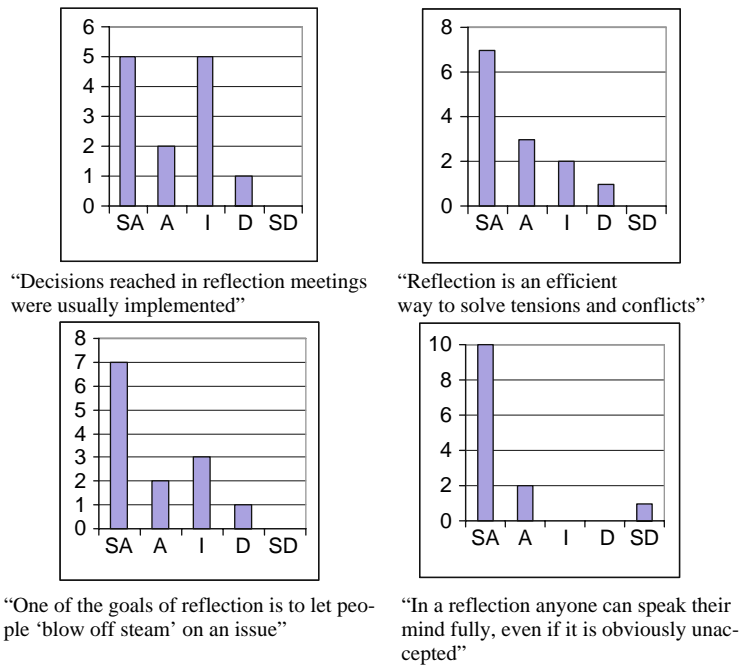 6
5
4
3
2
1
0
SA A I D SD
“Decisions reached in reflection meetings
were usually implemented”
8
6
4
2
0
SA A I D SD
“Reflection is an efficient
way to solve tensions and conflicts”
8
7
6
5
4
3
2
1
0
SA A I D SD
“One of the goals of reflection is to let peo-
ple ‘blow off steam’ on an issue”
10
8
6
4
2
0
SA A I D SD
“In a reflection anyone can speak their
mind fully, even if it is obviously unac-
cepted”